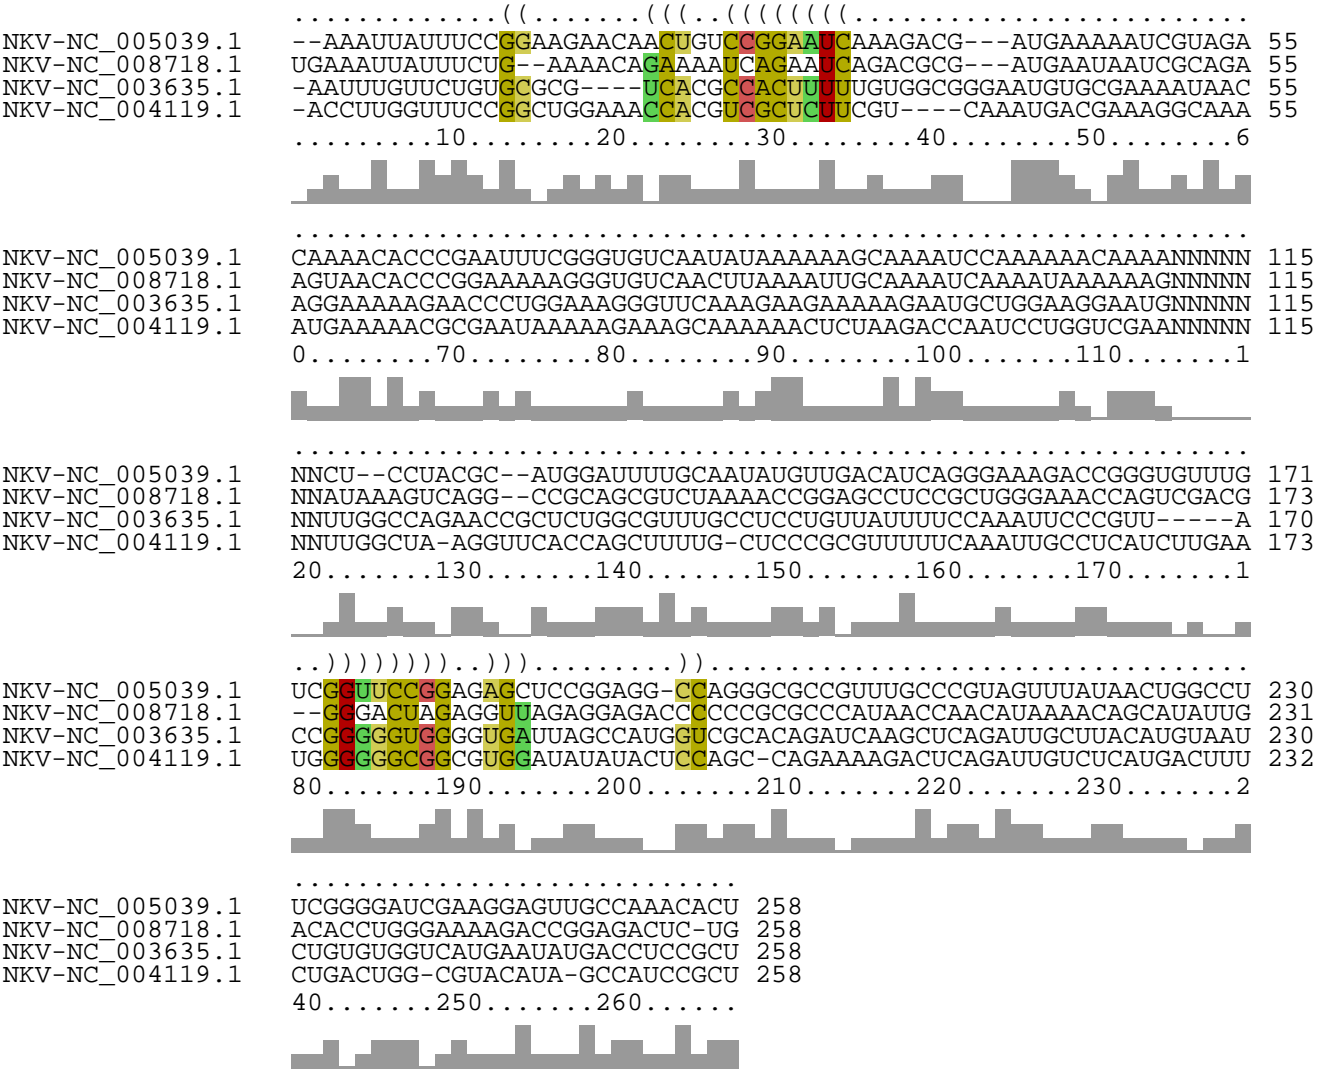 .............((.......(((..((((((((.........................
NKV-NC_005039.1 --AAAUUAUUUCCGGAAGAACAACUGUCCGGAAUCAAAGACG---AUGAAAAAUCGUAGA 55
NKV-NC_008718.1 UGAAAUUAUUUCUG--AAAACAGAAAAUCAGAAUCAGACGCG---AUGAAUAAUCGCAGA 55
NKV-NC_003635.1 -AAUUUGUUCUGUGCGCG----UCACGCCACUUUUUGUGGCGGGAAUGUGCGAAAAUAAC 55
NKV-NC_004119.1 -ACCUUGGUUUCCGGCUGGAAACCACGUCGCUCUUCGU----CAAAUGACGAAAGGCAAA 55
.........10........20........30........40........50........6
............................................................
NKV-NC_005039.1 CAAAACACCCGAAUUUCGGGUGUCAAUAUAAAAAAGCAAAAUCCAAAAAACAAAANNNNN 115
NKV-NC_008718.1 AGUAACACCCGGAAAAAGGGUGUCAACUUAAAAUUGCAAAAUCAAAAUAAAAAAGNNNNN 115
NKV-NC_003635.1 AGGAAAAAGAACCCUGGAAAGGGUUCAAAGAAGAAAAAGAAUGCUGGAAGGAAUGNNNNN 115
NKV-NC_004119.1 AUGAAAAACGCGAAUAAAAAGAAAGCAAAAAACUCUAAGACCAAUCCUGGUCGAANNNNN 115
0........70........80........90........100.......110.......1
............................................................
NKV-NC_005039.1 NNCU--CCUACGC--AUGGAUUUUGCAAUAUGUUGACAUCAGGGAAAGACCGGGUGUUUG 171
NKV-NC_008718.1 NNAUAAAGUCAGG--CCGCAGCGUCUAAAACCGGAGCCUCCGCUGGGAAACCAGUCGACG 173
NKV-NC_003635.1 NNUUGGCCAGAACCGCUCUGGCGUUUGCCUCCUGUUAUUUUCCAAAUUCCCGUU-----A 170
NKV-NC_004119.1 NNUUGGCUA-AGGUUCACCAGCUUUUG-CUCCCGCGUUUUUCAAAUUGCCUCAUCUUGAA 173
20.......130.......140.......150.......160.......170.......1
..))))))))..))).........))..................................
NKV-NC_005039.1 UCGGUUCCGGAGAGCUCCGGAGG-CCAGGGCGCCGUUUGCCCGUAGUUUAUAACUGGCCU 230
NKV-NC_008718.1 --GGGACUAGAGGUUAGAGGAGACCGCCCGCGCCCAUAACCAACAUAAAACAGCAUAUUG 231
NKV-NC_003635.1 CCGGGGGUGGGGUGAUUAGCCAUGGUCGCACAGAUCAAGCUCAGAUUGCUUACAUGUAAU 230
NKV-NC_004119.1 UGGGGGGCGGCGUGGAUAUAUACUCCAGC-CAGAAAAGACUCAGAUUGUCUCAUGACUUU 232
80.......190.......200.......210.......220.......230.......2
............................
NKV-NC_005039.1 UCGGGGAUCGAAGGAGUUGCCAAACACU 258
NKV-NC_008718.1 ACACCUGGGAAAAGACCGGAGACUC-UG 258
NKV-NC_003635.1 CUGUGUGGUCAUGAAUAUGACCUCCGCU 258
NKV-NC_004119.1 CUGACUGG-CGUACAUA-GCCAUCCGCU 258
40.......250.......260......